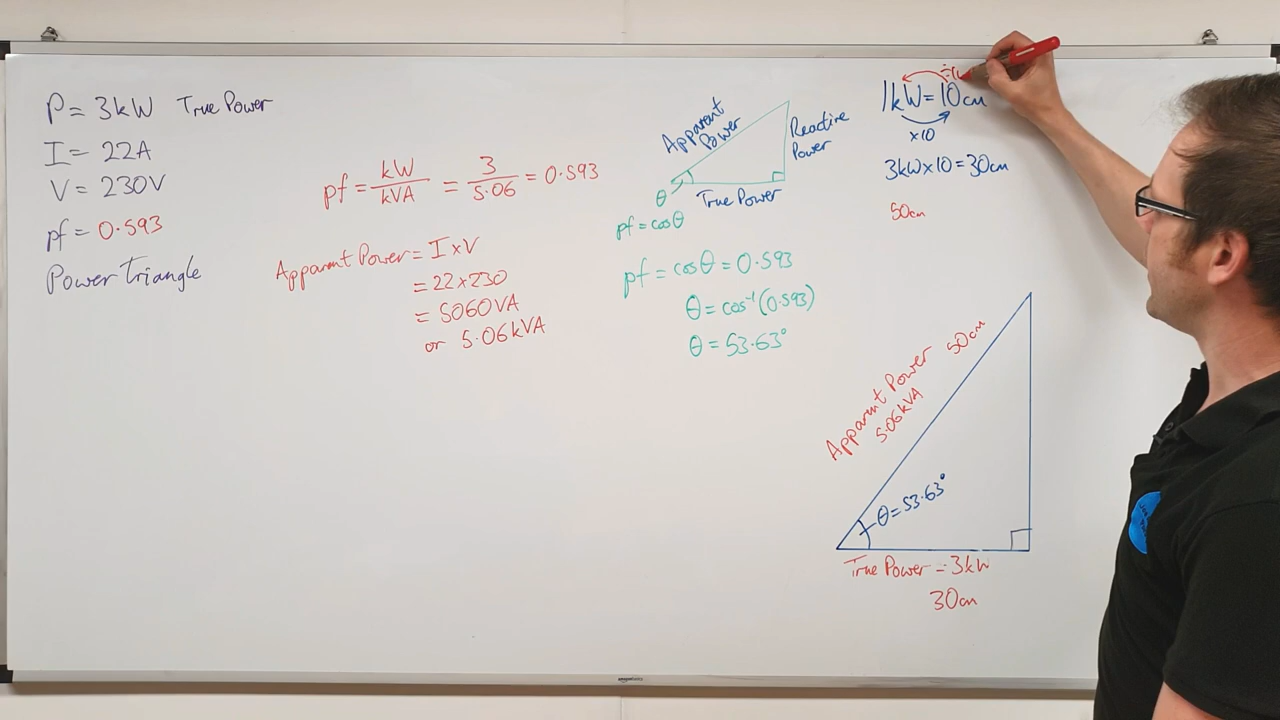 P = 3kW True Power
I = 22A
V = 230V
pf = 0.593
Power Triangle
pf = kW/kVA = 3/5.06 = 0.593
Apparent Power = I x V
= 22 x 230
= 5060VA
or 5.06kVA
Apparent Power
Reactive Power
θ
True Power
pf = cosθ
pf = cosθ = 0.593
θ = cos⁻¹(0.593)
θ = 53.63°
1kW = 10cm
x10
3kW x 10 = 30cm
50cm
Apparent Power 50cm
5.06kVA
θ = 53.63°
True Power = 3kW
30cm